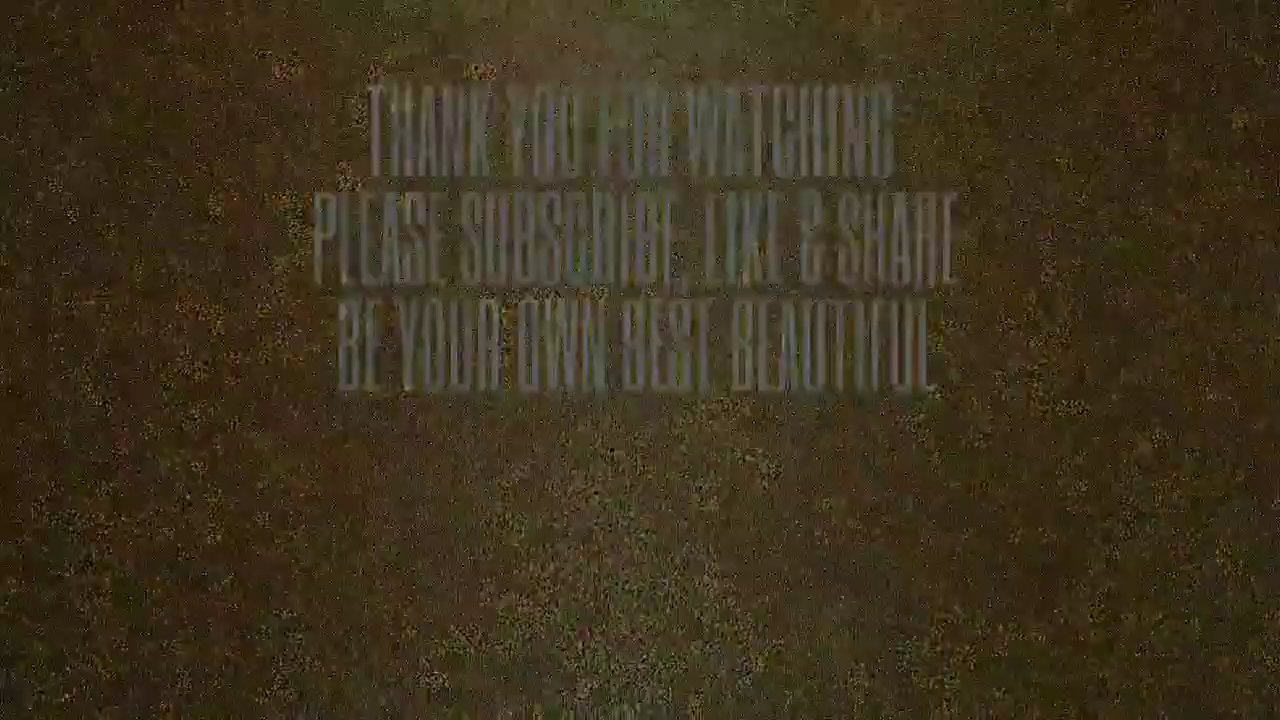 THANK YOU FOR WATCHING
PLEASE SUBSCRIBE, LIKE & SHARE
BE YOUR OWN BEST BEAUTIFUL